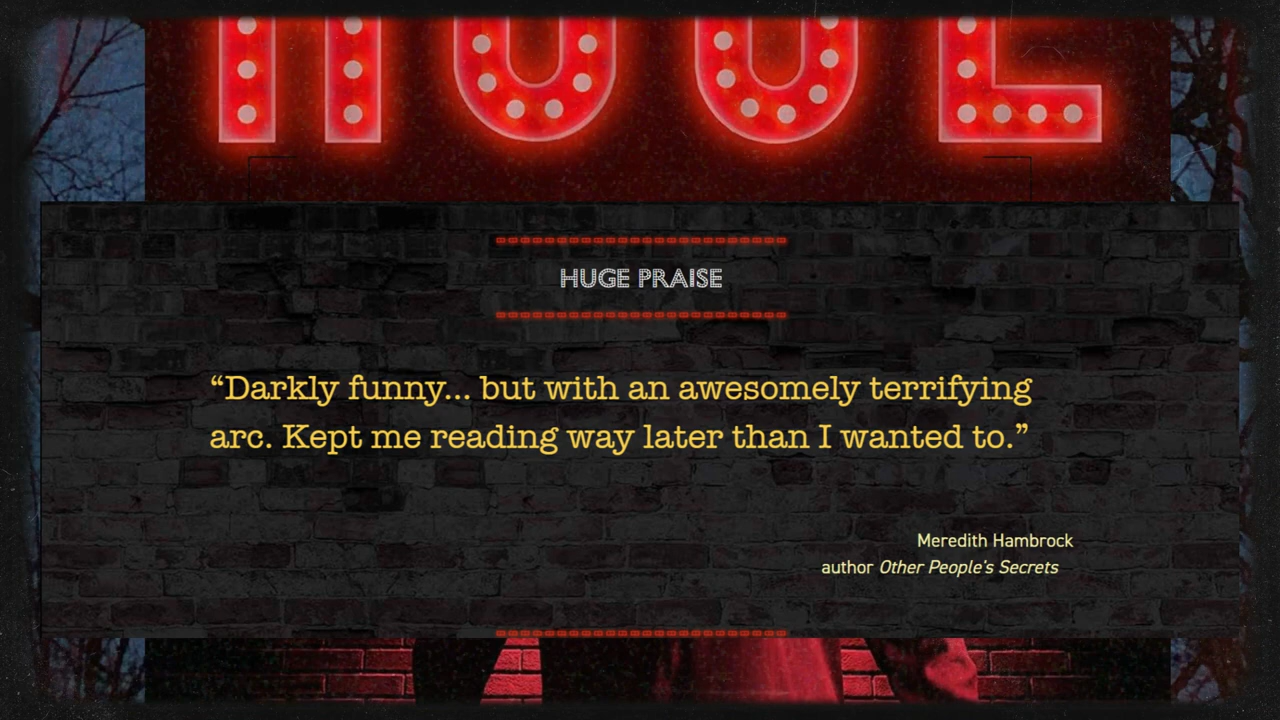 HUGE PRAISE
“Darkly funny... but with an awesomely terrifying
arc. Kept me reading way later than I wanted to.”
Meredith Hambrock
author Other People's Secrets